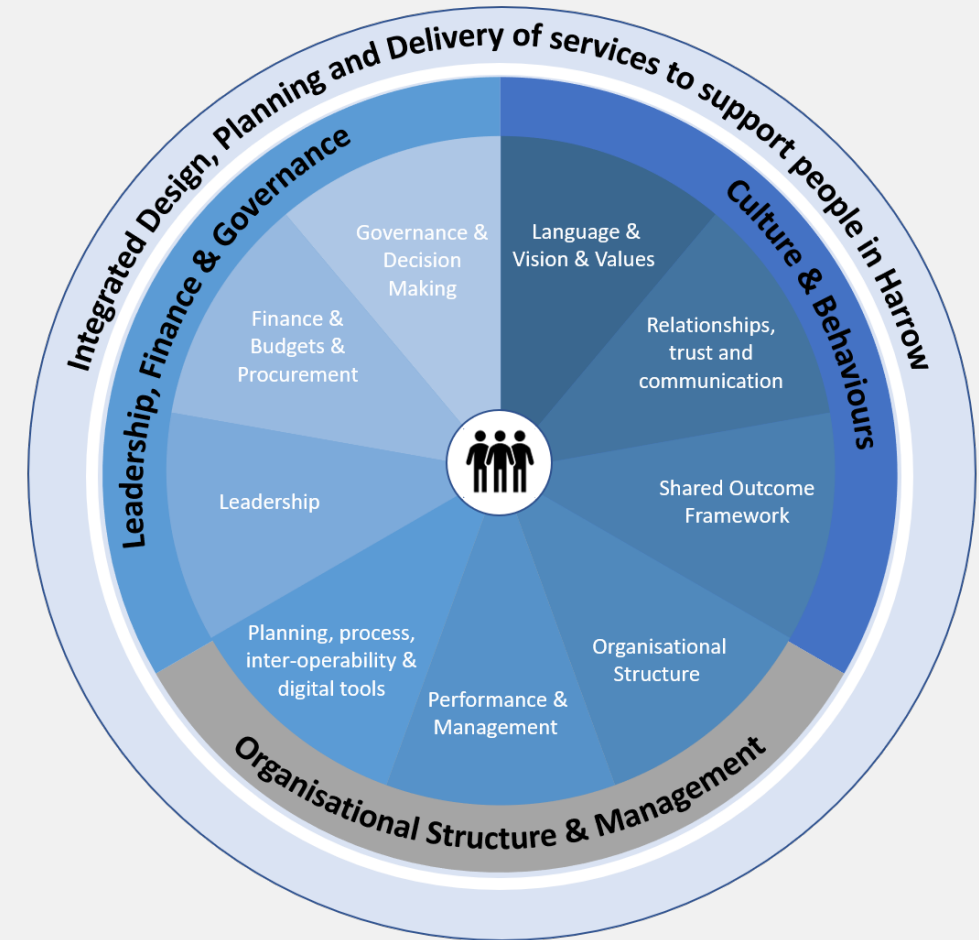 Integrated Design, Planning and Delivery of services to support people in Harrow
Leadership, Finance & Governance
Culture & Behaviours
Organisational Structure & Management
Governance &
Decision
Making
Language &
Vision & Values
Finance &
Budgets &
Procurement
Relationships,
trust and
communication
Leadership
Shared Outcome
Framework
Planning, process,
inter-operability &
digital tools
Performance &
Management
Organisational
Structure